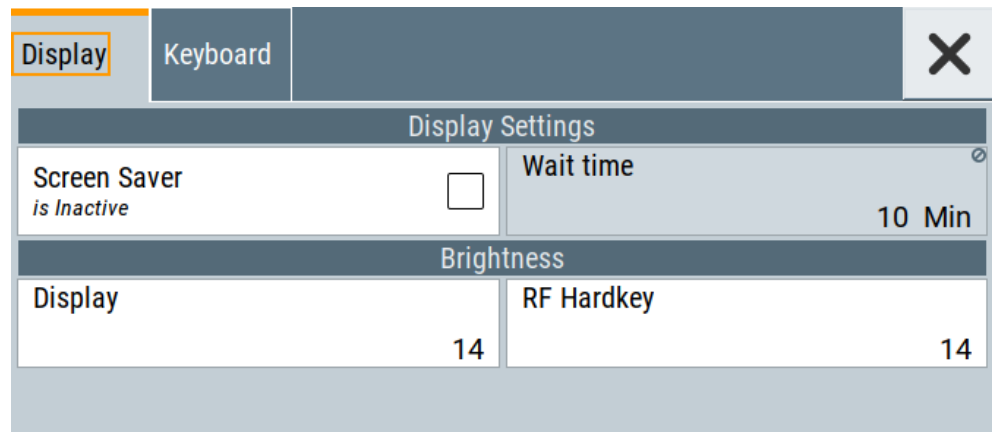 Display
Keyboard
Display Settings
Screen Saver
is Inactive
Wait time
10 Min
Brightness
Display
14
RF Hardkey
14